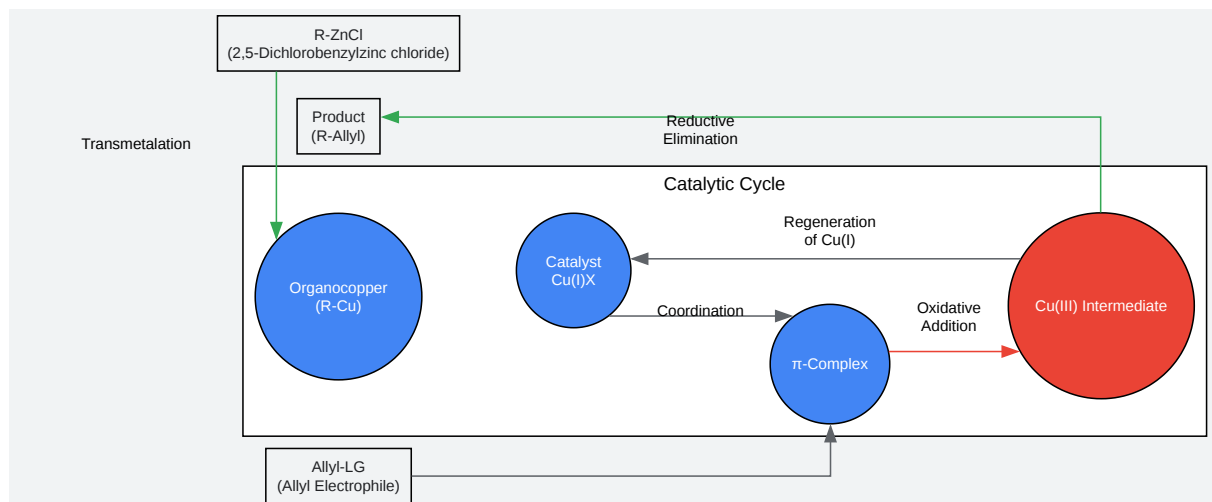 R-ZnCl
(2,5-Dichlorobenzylzinc chloride)
Product
(R-Allyl)
Reductive
Elimination
Transmetalation
Catalytic Cycle
Regeneration
of Cu(I)
Catalyst
Cu(I)X
Organocopper
(R-Cu)
Coordination
Oxidative
Addition
Cu(III) Intermediate
π-Complex
Allyl-LG
(Allyl Electrophile)